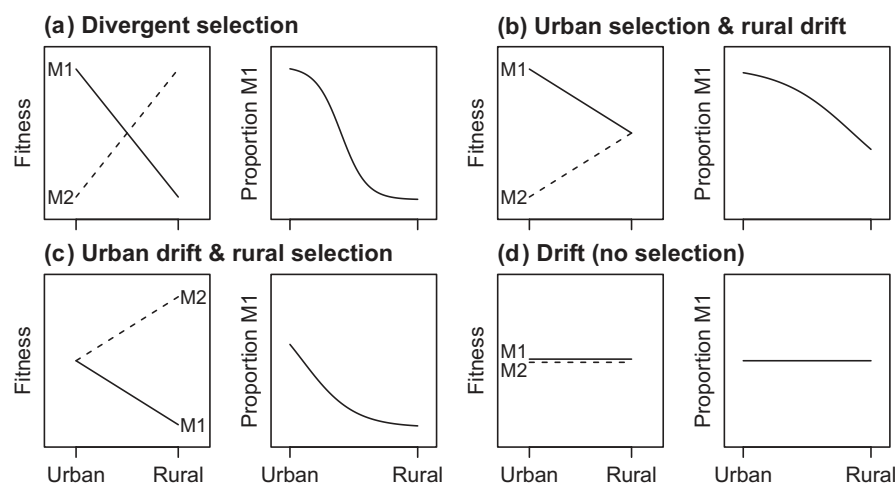 (a) Divergent selection
Fitness
M1
M2
Proportion M1
(b) Urban selection & rural drift
Fitness
M1
M2
Proportion M1
(c) Urban drift & rural selection
Fitness
M2
M1
Urban
Rural
Proportion M1
Urban
Rural
(d) Drift (no selection)
Fitness
M1
M2
Urban
Rural
Proportion M1
Urban
Rural